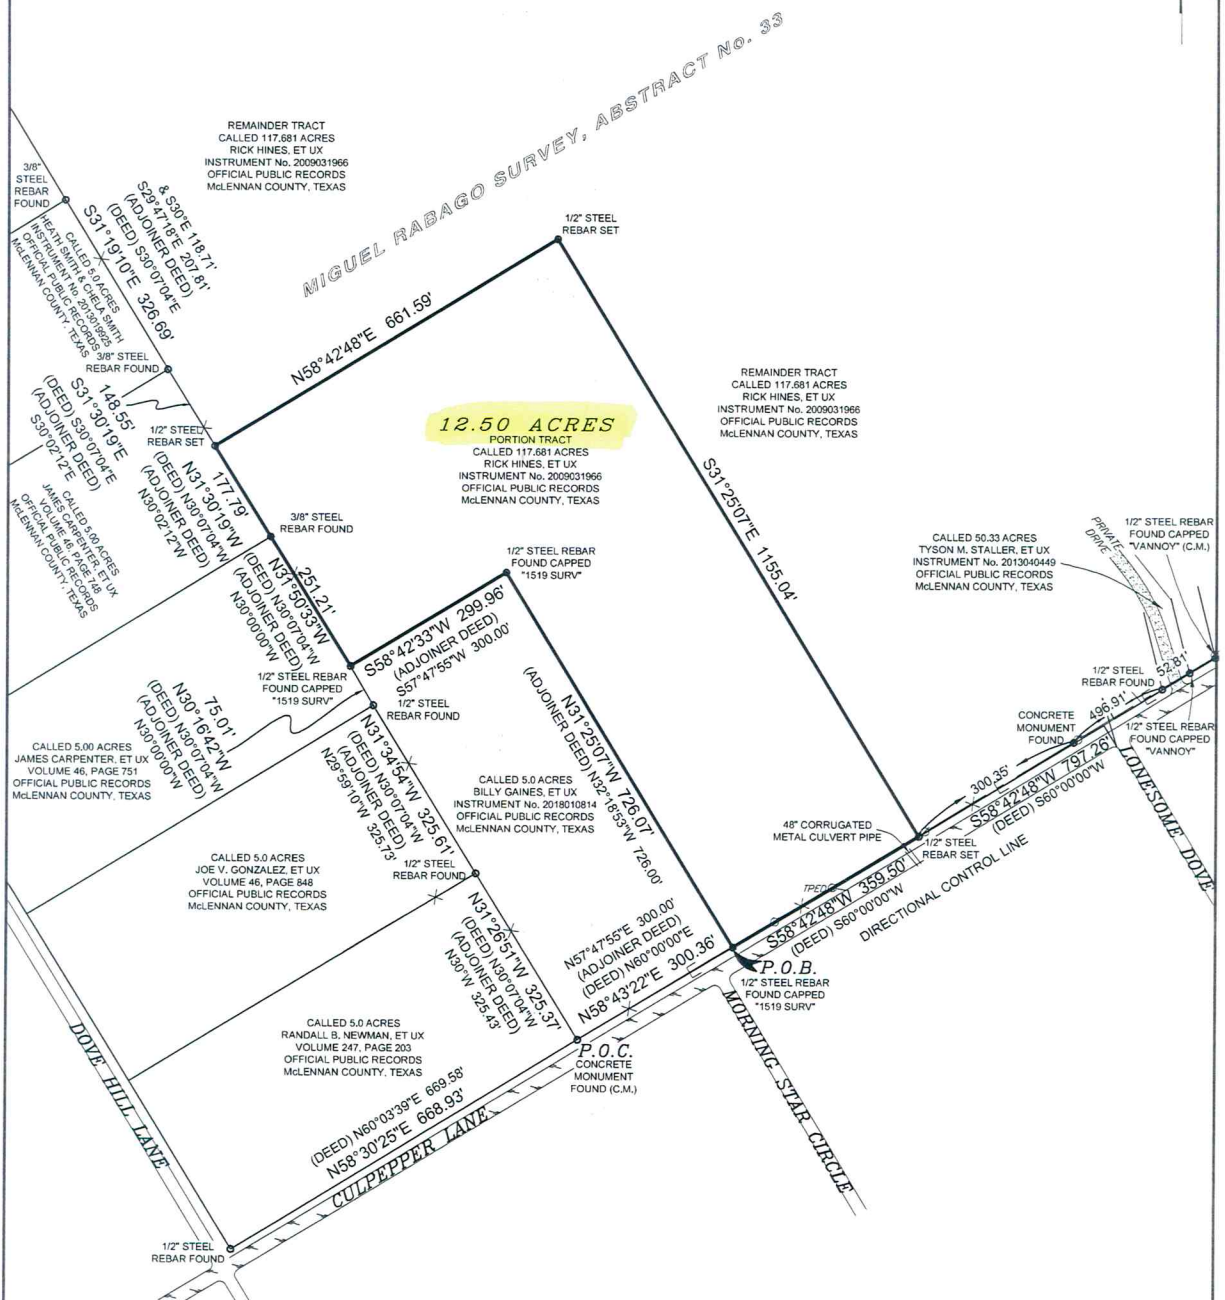 MIGUEL RABAGO SURVEY, ABSTRACT No. 33
REMAINDER TRACT
CALLED 117.681 ACRES
RICK HINES, ET UX
INSTRUMENT No. 2009031966
OFFICIAL PUBLIC RECORDS
McLENNAN COUNTY, TEXAS
3/8" STEEL
REBAR
FOUND
& S30°E 118.71'
S29°47'18"E 207.81'
(ADJOINER DEED)
(DEED) S30°07'04"E
S31°19'10"E 326.69'
CALLED 5.0 ACRES
HEATH SMITH & CHELA SMITH
INSTRUMENT No. 2013019925
OFFICIAL PUBLIC RECORDS
McLENNAN COUNTY, TEXAS
3/8" STEEL
REBAR FOUND
148.55'
S31°30'19"E
(DEED) S30°07'04"E
(ADJOINER DEED)
S30°02'12"E
1/2" STEEL
REBAR SET
N58°42'48"E 661.59'
1/2" STEEL
REBAR SET
12.50 ACRES
PORTION TRACT
CALLED 117.681 ACRES
RICK HINES, ET UX
INSTRUMENT No. 2009031966
OFFICIAL PUBLIC RECORDS
McLENNAN COUNTY, TEXAS
REMAINDER TRACT
CALLED 117.681 ACRES
RICK HINES, ET UX
INSTRUMENT No. 2009031966
OFFICIAL PUBLIC RECORDS
McLENNAN COUNTY, TEXAS
S31°25'07"E 1155.04'
177.79'
N31°30'19"W
(DEED) N30°07'04"W
(ADJOINER DEED)
N30°02'12"W
CALLED 5.00 ACRES
JAMES CARPENTER, ET UX
VOLUME 46, PAGE 748
OFFICIAL PUBLIC RECORDS
McLENNAN COUNTY, TEXAS
3/8" STEEL
REBAR FOUND
251.21'
N31°50'33"W
(DEED) N30°07'04"W
(ADJOINER DEED)
N30°00'00"W
1/2" STEEL REBAR
FOUND CAPPED
"1519 SURV"
S58°42'33"W 299.96'
(ADJOINER DEED)
S57°47'55"W 300.00'
1/2" STEEL REBAR
FOUND CAPPED
"1519 SURV"
1/2" STEEL
REBAR FOUND
75.01'
N30°16'42"W
(DEED) N30°07'04"W
(ADJOINER DEED)
N30°00'00"W
CALLED 5.00 ACRES
JAMES CARPENTER, ET UX
VOLUME 46, PAGE 751
OFFICIAL PUBLIC RECORDS
McLENNAN COUNTY, TEXAS
N31°34'54"W 325.61'
(DEED) N30°07'04"W
(ADJOINER DEED)
N29°59'10"W 325.73'
CALLED 5.0 ACRES
BILLY GAINES, ET UX
INSTRUMENT No. 2018010814
OFFICIAL PUBLIC RECORDS
McLENNAN COUNTY, TEXAS
N31°25'07"W 726.07'
(ADJOINER DEED) N32°18'53"W 726.00'
CALLED 50.33 ACRES
TYSON M. STALLER, ET UX
INSTRUMENT No. 2013040449
OFFICIAL PUBLIC RECORDS
McLENNAN COUNTY, TEXAS
PRIVATE
DRIVE
1/2" STEEL REBAR
FOUND CAPPED
"VANNOY" (C.M.)
1/2" STEEL
REBAR FOUND
52.81'
496.91'
1/2" STEEL REBAR
FOUND CAPPED
"VANNOY"
CONCRETE
MONUMENT
FOUND
300.35'
S58°42'48"W 797.26'
(DEED) S60°00'00"W
LONESOME DOVE
48" CORRUGATED
METAL CULVERT PIPE
1/2" STEEL
REBAR SET
TPED
S58°42'48"W 359.50'
(DEED) S60°00'00"W
DIRECTIONAL CONTROL LINE
CALLED 5.0 ACRES
JOE V. GONZALEZ, ET UX
VOLUME 46, PAGE 848
OFFICIAL PUBLIC RECORDS
McLENNAN COUNTY, TEXAS
1/2" STEEL
REBAR FOUND
N31°26'51"W 325.37'
(DEED) N30°07'04"W
(ADJOINER DEED)
N30°W 325.43'
N57°47'55"E 300.00'
(ADJOINER DEED)
(DEED) N60°00'00"E
N58°43'22"E 300.36'
P.O.B.
1/2" STEEL REBAR
FOUND CAPPED
"1519 SURV"
P.O.C.
CONCRETE
MONUMENT
FOUND (C.M.)
MORNING STAR CIRCLE
CALLED 5.0 ACRES
RANDALL B. NEWMAN, ET UX
VOLUME 247, PAGE 203
OFFICIAL PUBLIC RECORDS
McLENNAN COUNTY, TEXAS
DOVE HILL LANE
(DEED) N60°03'39"E 669.58'
N58°30'25"E 668.93'
CULPEPPER LANE
1/2" STEEL
REBAR FOUND